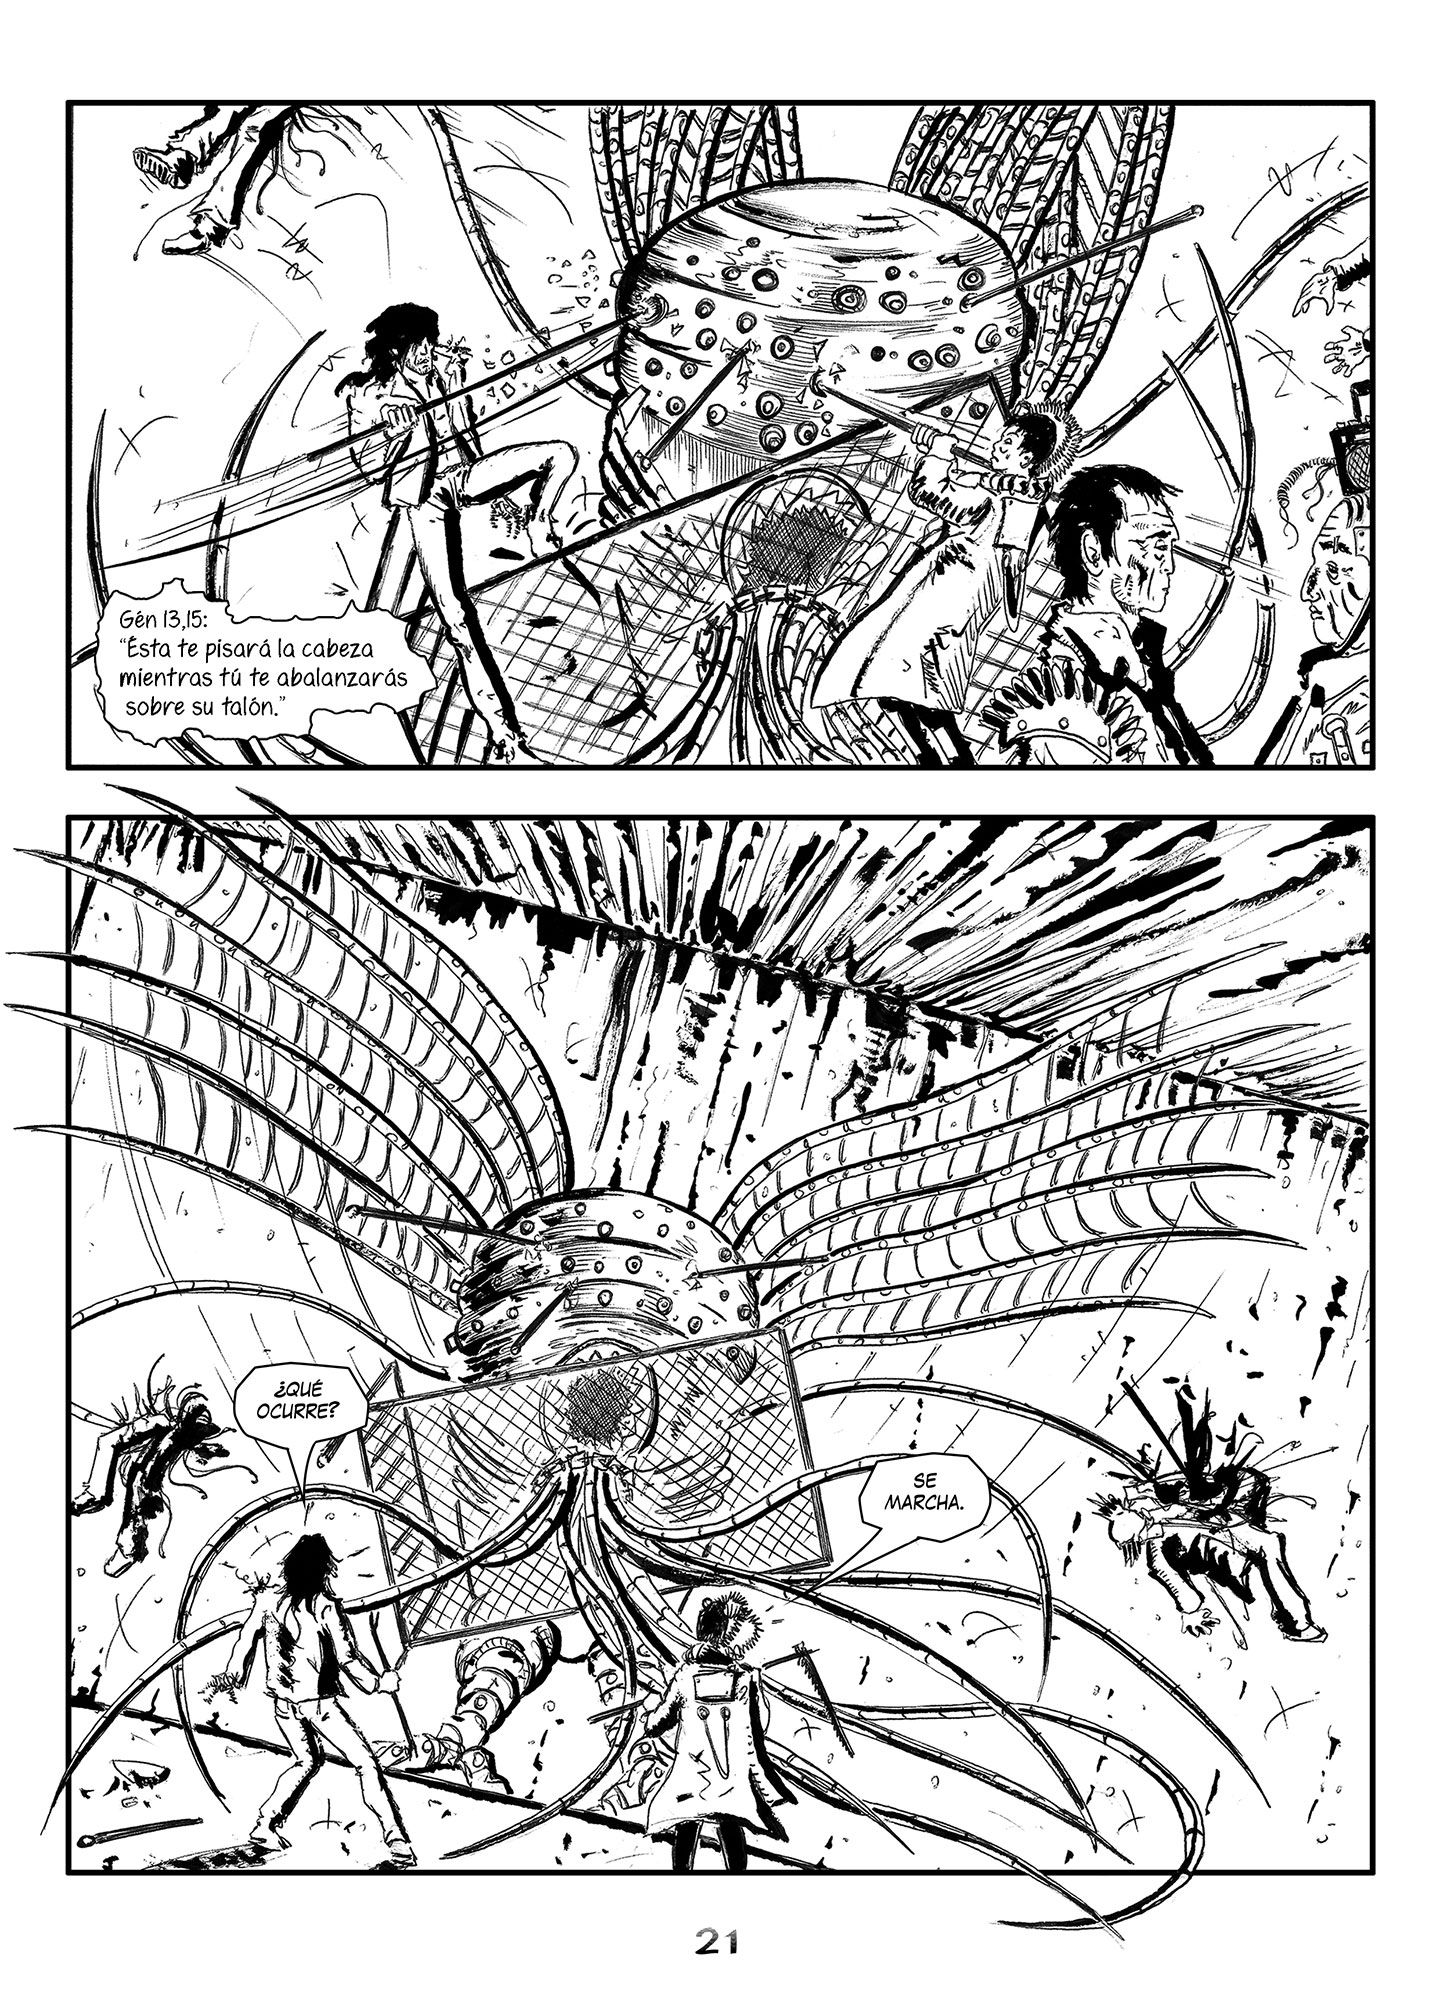 Gén 13,15:
"Ésta te pisará la cabeza
mientras tú te abalanzarás
sobre su talón."
¿QUÉ
OCURRE?
SE
MARCHA.
21